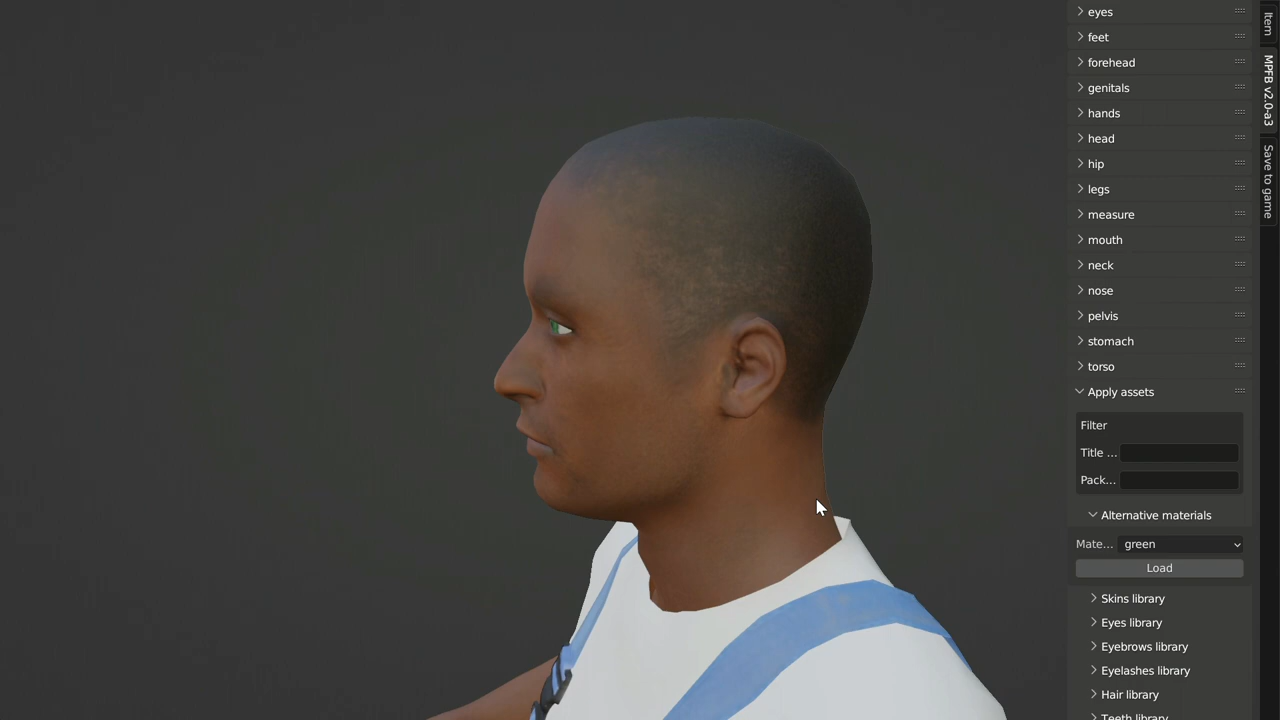 eyes
feet
forehead
genitals
hands
head
hip
legs
measure
mouth
neck
nose
pelvis
stomach
torso
Apply assets
Filter
Title ...
Pack...
Alternative materials
Mate... green
Load
Skins library
Eyes library
Eyebrows library
Eyelashes library
Hair library
Teeth library
Item
MPFB v2.0-a3
Save to game